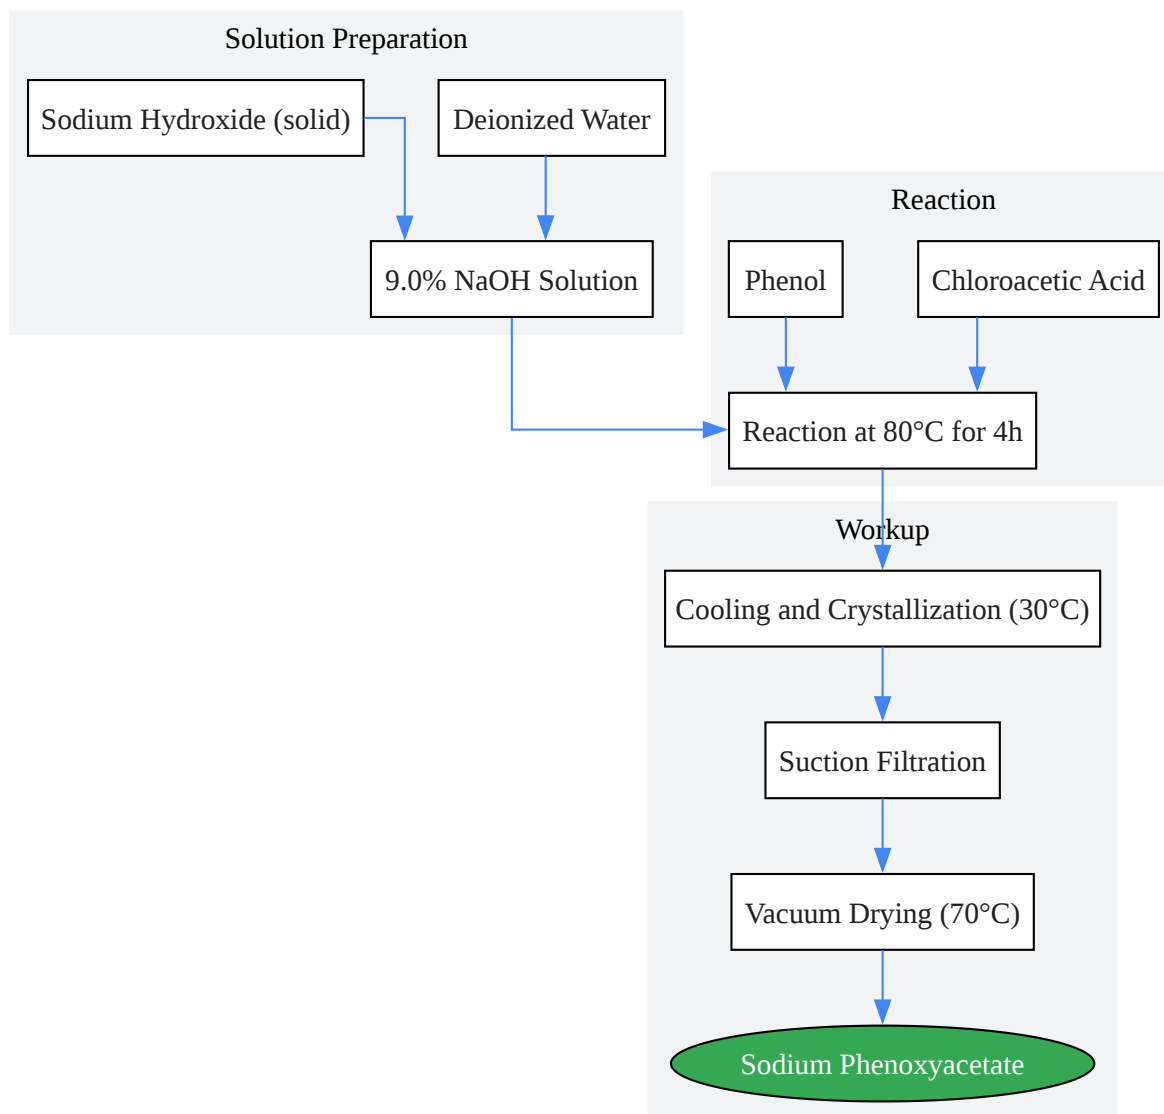 Solution Preparation
Sodium Hydroxide (solid)
Deionized Water
9.0% NaOH Solution
Reaction
Phenol
Chloroacetic Acid
Reaction at 80°C for 4h
Workup
Cooling and Crystallization (30°C)
Suction Filtration
Vacuum Drying (70°C)
Sodium Phenoxyacetate